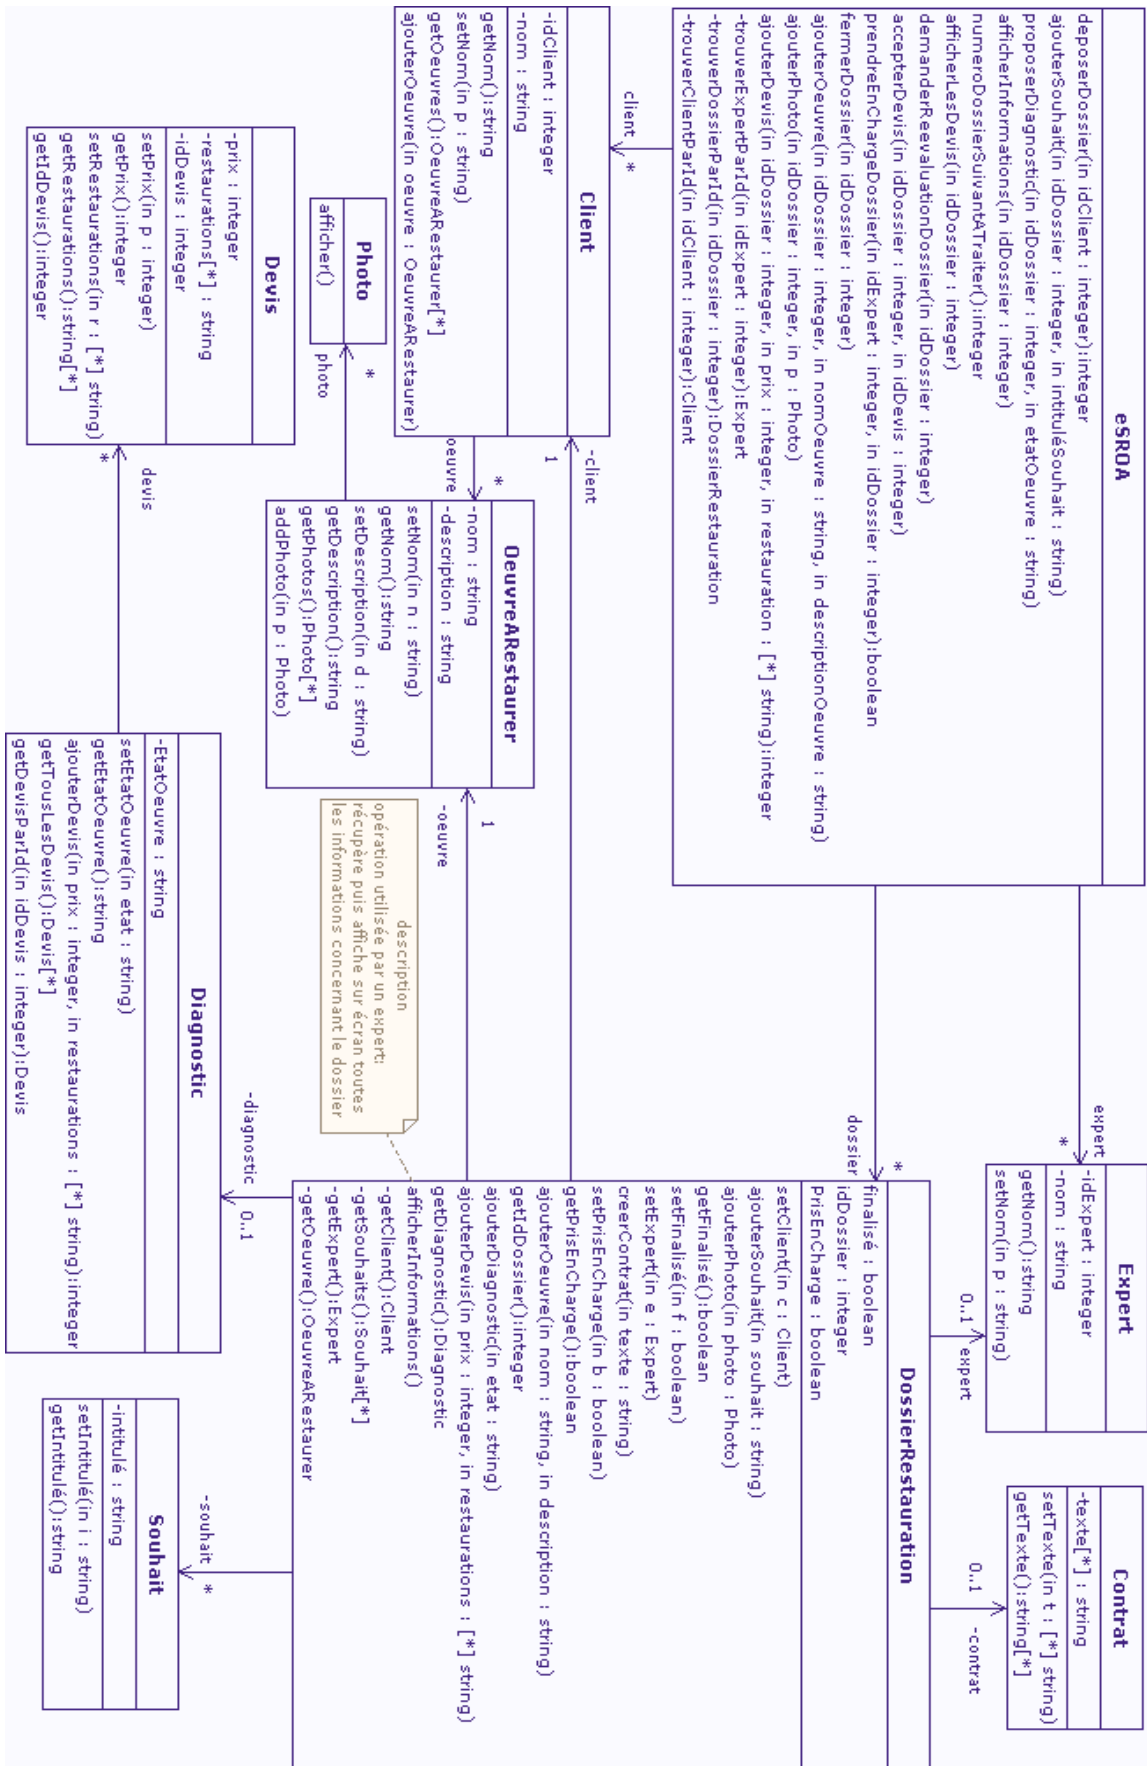 eSROA
deposerDossier(in idClient : integer):integer
ajouterSouhait(in idDossier : integer, in intituléSouhait : string)
proposerDiagnostic(in idDossier : integer, in etatOeuvre : string)
afficherInformations(in idDossier : integer)
numeroDossierSuivantATraiter():integer
afficherLesDevis(in idDossier : integer)
demanderReevaluationDossier(in idDossier : integer)
accepterDevis(in idDossier : integer, in idDevis : integer)
prendreEnChargeDossier(in idExpert : integer, in idDossier : integer):boolean
fermerDossier(in idDossier : integer)
ajouterOeuvre(in idDossier : integer, in nomOeuvre : string, in descriptionOeuvre : string)
ajouterPhoto(in idDossier : integer, in p : Photo)
ajouterDevis(in idDossier : integer, in prix : integer, in restauration : [*] string):integer
-trouverExpertParId(in idExpert : integer):Expert
-trouverDossierParId(in idDossier : integer):DossierRestauration
-trouverClientParId(in idClient : integer):Client
expert
*
dossier
*
client
*
Expert
-idExpert : integer
-nom : string
getNom():string
setNom(in p : string)
0..1
expert
Contrat
-texte[*] : string
setTexte(in t : [*] string)
getTexte():string[*]
0..1
-contrat
DossierRestauration
finalisé : boolean
idDossier : integer
PrisEnCharge : boolean
setClient(in c : Client)
ajouterSouhait(in souhait : string)
ajouterPhoto(in photo : Photo)
getFinalisé():boolean
setFinalisé(in f : boolean)
setExpert(in e : Expert)
creerContrat(in texte : string)
setPrisEnCharge(in b : boolean)
getPrisEnCharge():boolean
ajouterOeuvre(in nom : string, in description : string)
getIdDossier():integer
ajouterDiagnostic(in etat : string)
ajouterDevis(in prix : integer, in restaurations : [*] string)
getDiagnostic():Diagnostic
afficherInformations()
-getClient():Client
-getSouhaits():Souhait[*]
-getExpert():Expert
-getOeuvre():OeuvreARestaurer
Client
-idClient : integer
-nom : string
getNom():string
setNom(in p : string)
getOeuvres():OeuvreARestaurer[*]
ajouterOeuvre(in oeuvre : OeuvreARestaurer)
-client
1
*
oeuvre
OeuvreARestaurer
-nom : string
-description : string
setNom(in n : string)
getNom():string
setDescription(in d : string)
getDescription():string
getPhotos():Photo[*]
addPhoto(in p : Photo)
1
-oeuvre
description
opération utilisée par un expert:
récupère puis affiche sur écran toutes
les informations concernant le dossier
Photo
afficher()
*
photo
Devis
-prix : integer
-restaurations[*] : string
-idDevis : integer
setPrix(in p : integer)
getPrix():integer
setRestaurations(in r : [*] string)
getRestaurations():string[*]
getIdDevis():integer
devis
*
Diagnostic
-EtatOeuvre : string
setEtatOeuvre(in etat : string)
getEtatOeuvre():string
ajouterDevis(in prix : integer, in restaurations : [*] string):integer
getTousLesDevis():Devis[*]
getDevisParId(in idDevis : integer):Devis
-diagnostic
0..1
Souhait
-intitulé : string
setIntitulé(in i : string)
getIntitulé():string
-souhait
*